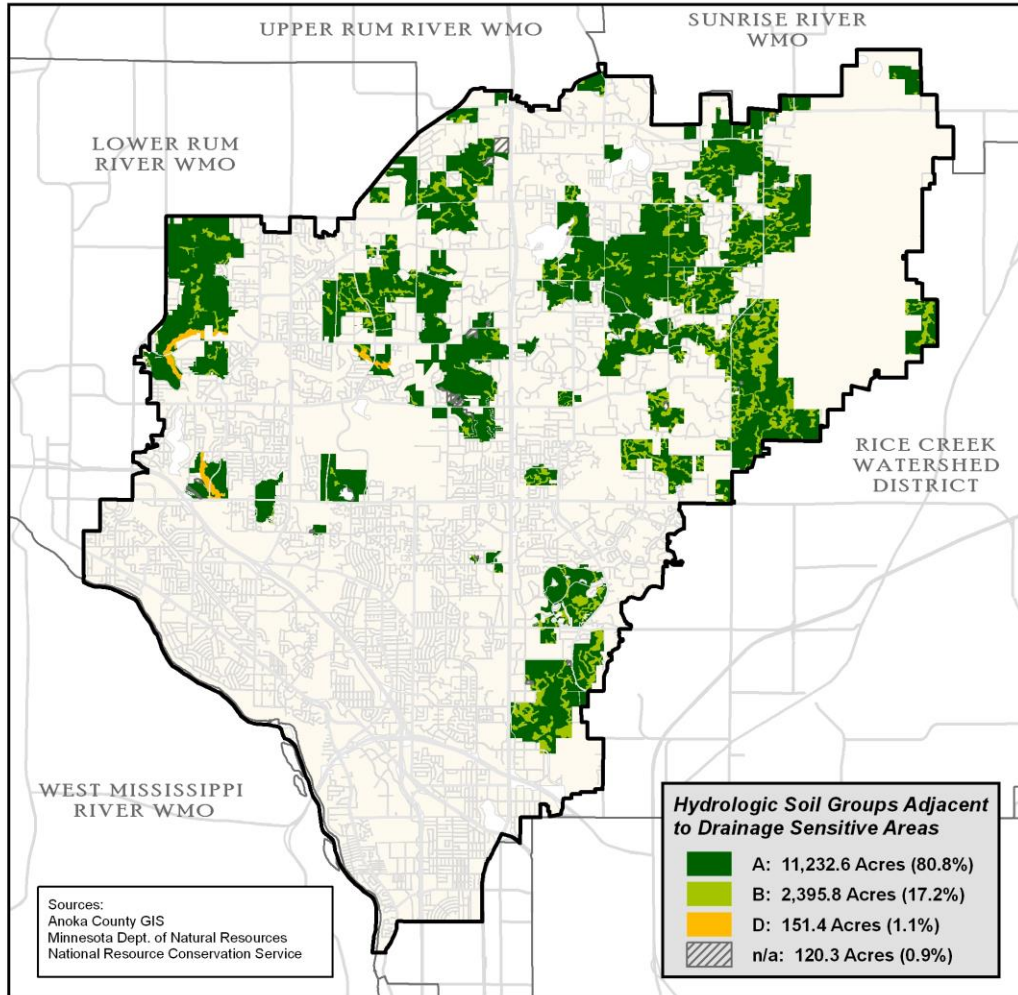 UPPER RUM RIVER WMO
SUNRISE RIVER
WMO
LOWER RUM
RIVER WMO
RICE CREEK
WATERSHED
DISTRICT
WEST MISSISSIPPI
RIVER WMO
Hydrologic Soil Groups Adjacent
to Drainage Sensitive Areas
A: 11,232.6 Acres (80.8%)
B: 2,395.8 Acres (17.2%)
D: 151.4 Acres (1.1%)
n/a: 120.3 Acres (0.9%)
Sources:
Anoka County GIS
Minnesota Dept. of Natural Resources
National Resource Conservation Service